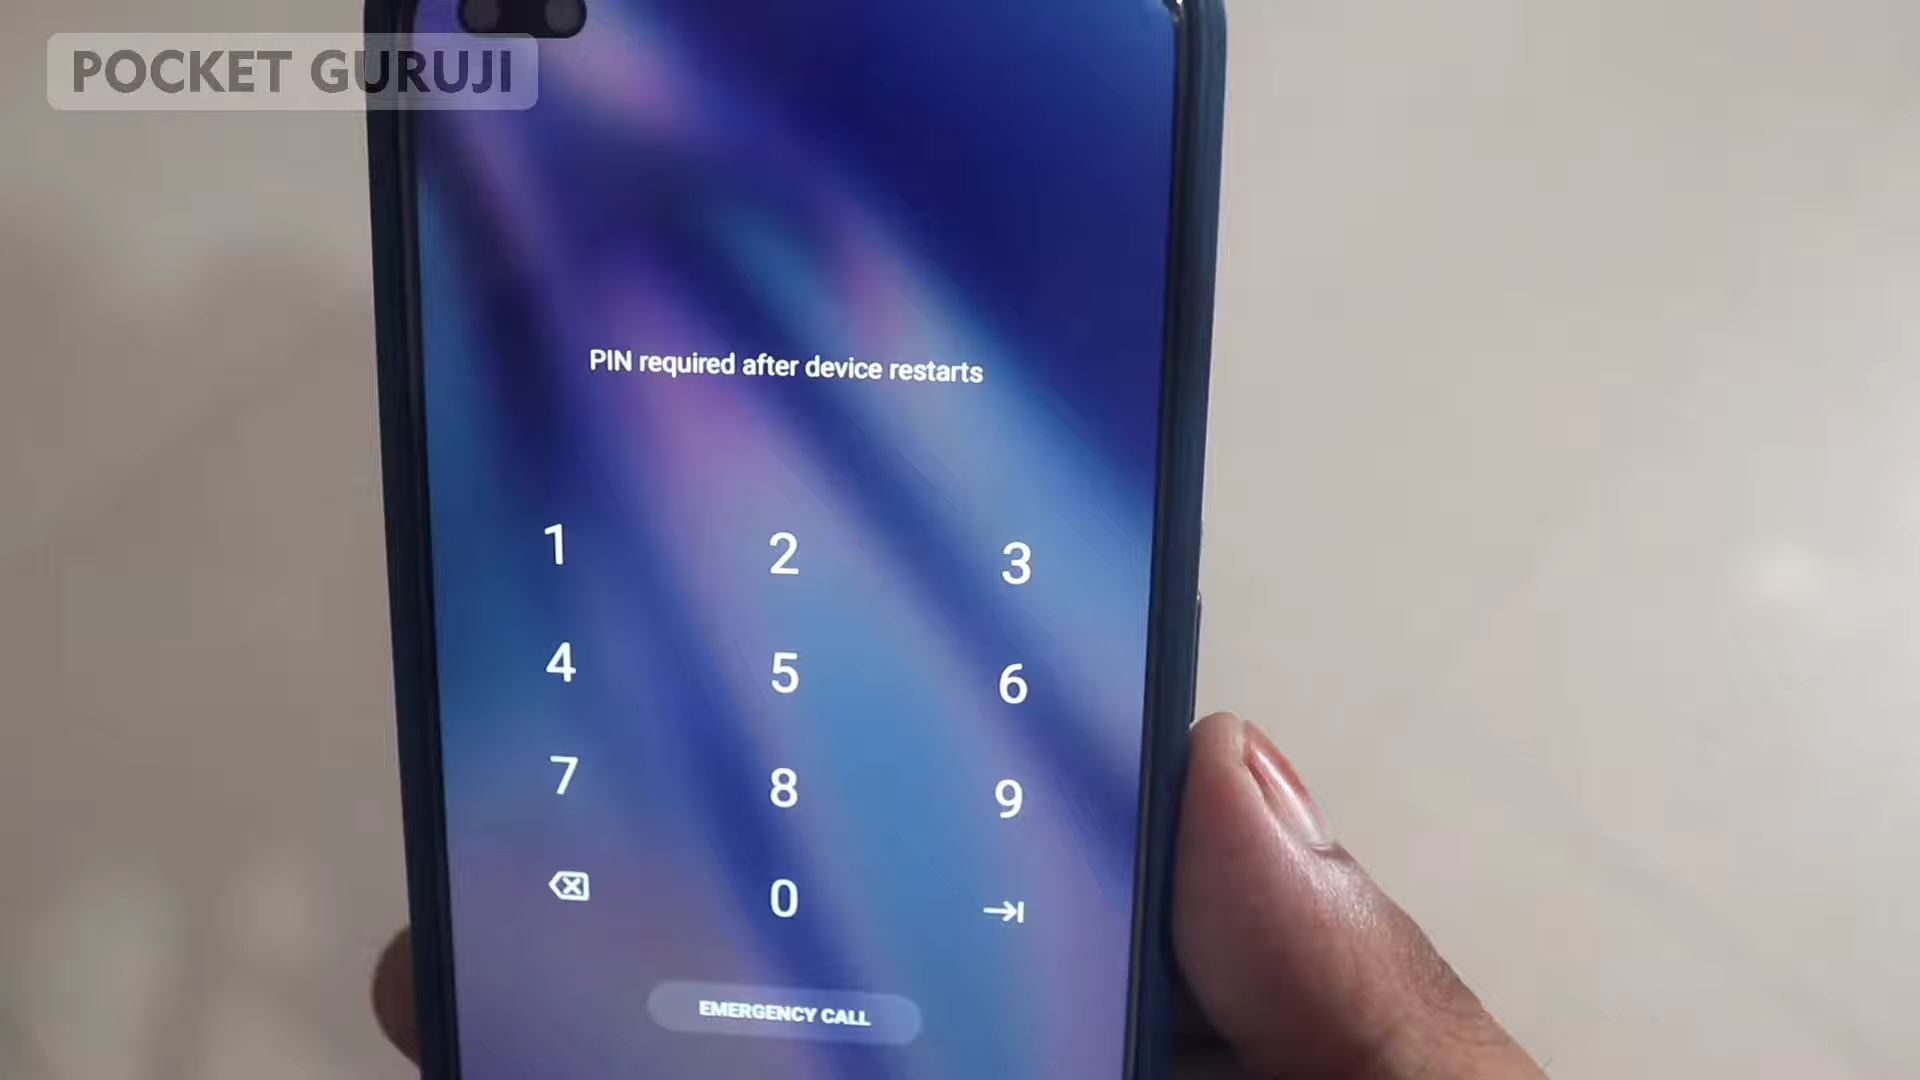 POCKET GURUJI
PIN required after device restarts
1 2 3
4 5 6
7 8 9
0
EMERGENCY CALL